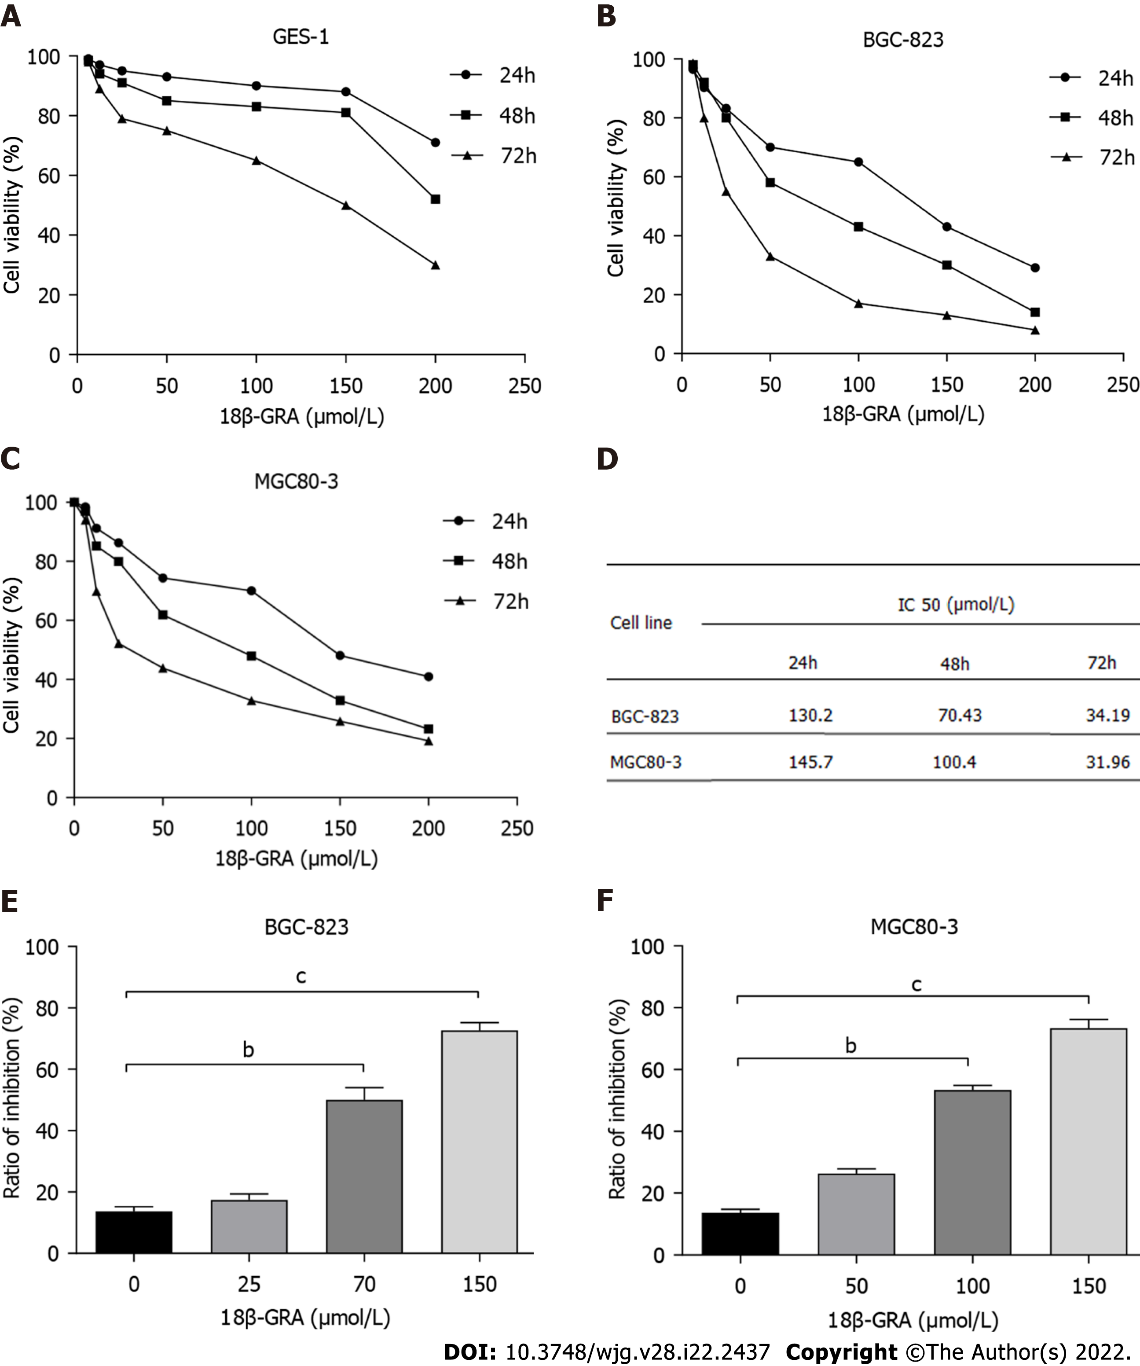 A
GES-1
100
80
60
40
20
0
Cell viability (%)
0 50 100 150 200 250
18β-GRA (μmol/L)
24h
48h
72h
B
BGC-823
100
80
60
40
20
0
Cell viability (%)
0 50 100 150 200 250
18β-GRA (μmol/L)
24h
48h
72h
C
MGC80-3
100
80
60
40
20
0
Cell viability (%)
0 50 100 150 200 250
18β-GRA (μmol/L)
24h
48h
72h
D
Cell line IC 50 (μmol/L)
24h 48h 72h
BGC-823 130.2 70.43 34.19
MGC80-3 145.7 100.4 31.96
E
BGC-823
100
80
60
40
20
0
Ratio of inhibition (%)
c
b
0 25 70 150
18β-GRA (μmol/L)
F
MGC80-3
100
80
60
40
20
0
Ratio of inhibition (%)
c
b
0 50 100 150
18β-GRA (μmol/L)
DOI: 10.3748/wjg.v28.i22.2437 Copyright ©The Author(s) 2022.